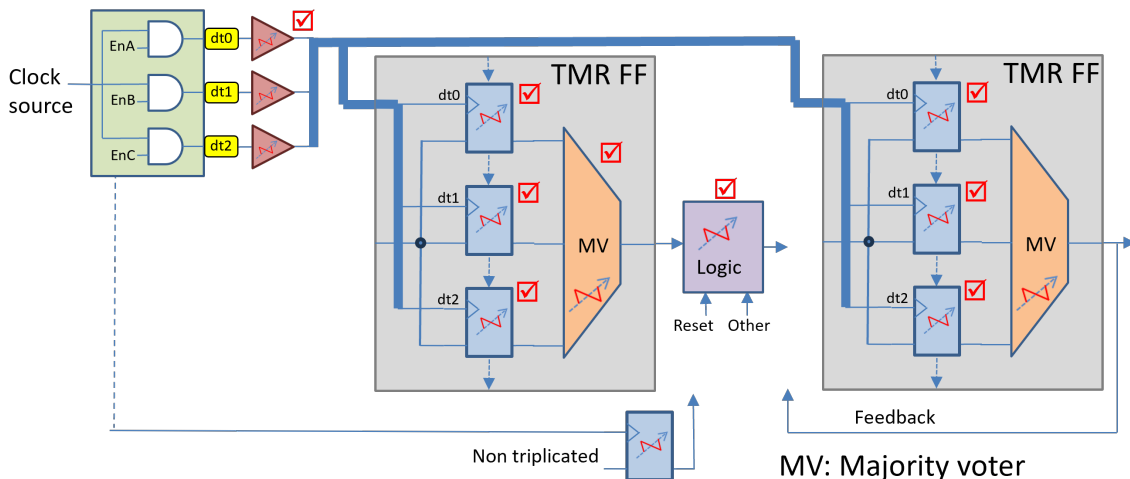 Clock
source
EnA
EnB
EnC
dt0
dt1
dt2
TMR FF
dt0
dt1
dt2
MV
Logic
Reset
Other
TMR FF
dt0
dt1
dt2
MV
Non triplicated
Feedback
MV: Majority voter